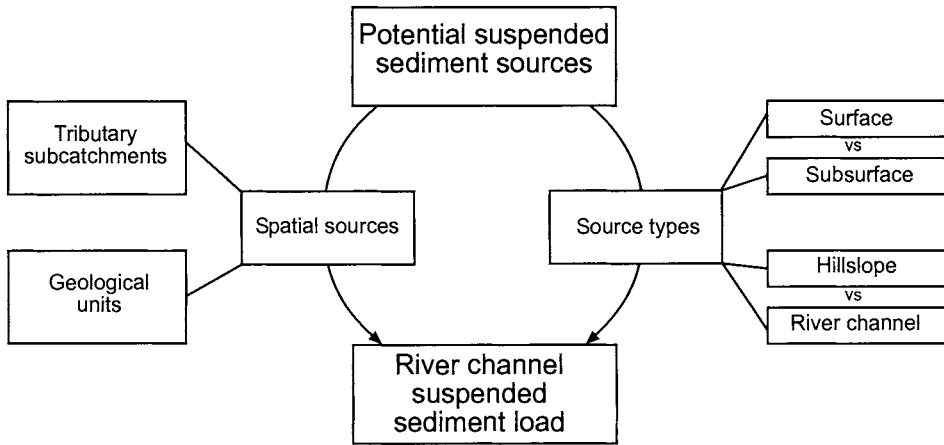 Potential suspended
sediment sources
Tributary
subcatchments
Geological
units
Spatial sources
Source types
Surface
vs
Subsurface
Hillslope
vs
River channel
River channel
suspended
sediment load